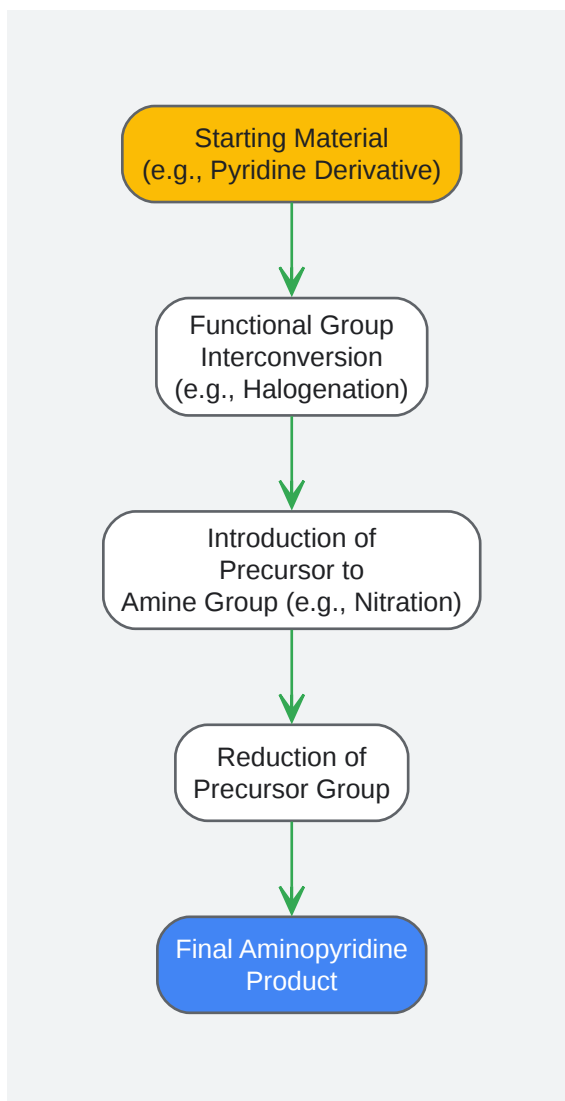 Starting Material
(e.g., Pyridine Derivative)
Functional Group
Interconversion
(e.g., Halogenation)
Introduction of
Precursor to
Amine Group (e.g., Nitration)
Reduction of
Precursor Group
Final Aminopyridine
Product